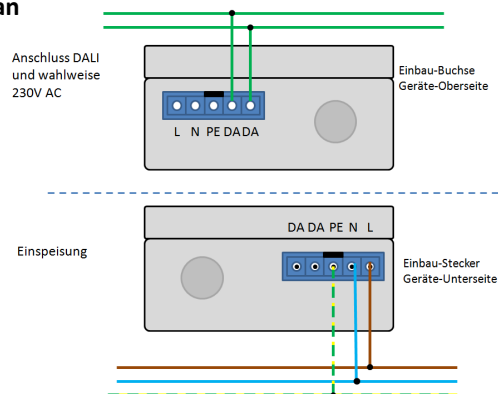 an
Anschluss DALI
und wahlweise
230V AC
Einbau-Buchse
Geräte-Oberseite
L N PE DA DA
DA DA PE N L
Einspeisung
Einbau-Stecker
Geräte-Unterseite